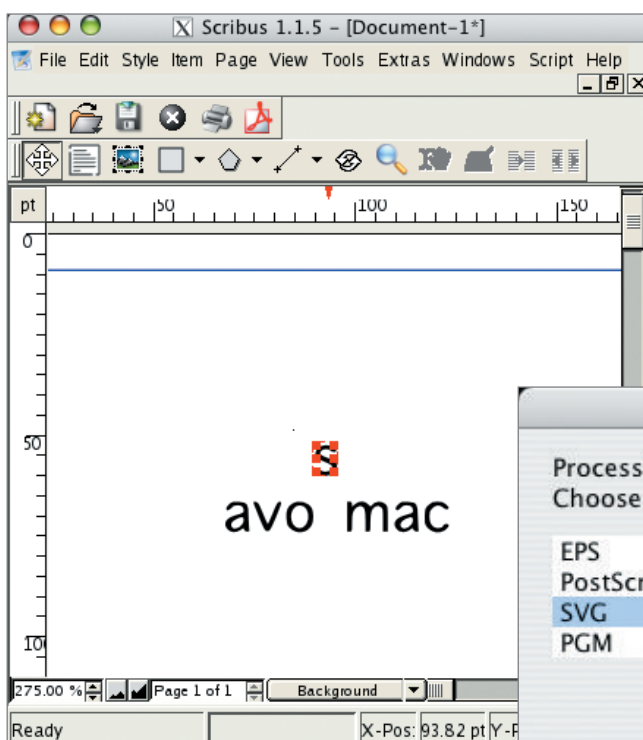 X Scribus 1.1.5 – [Document-1*]
File Edit Style Item Page View Tools Extras Windows Script Help
pt 50 100 150
0
50
s
avo mac
10
Process
Choose
EPS
PostScr
SVG
PGM
275.00 % Page 1 of 1 Background
Ready X-Pos: 93.82 pt Y-P